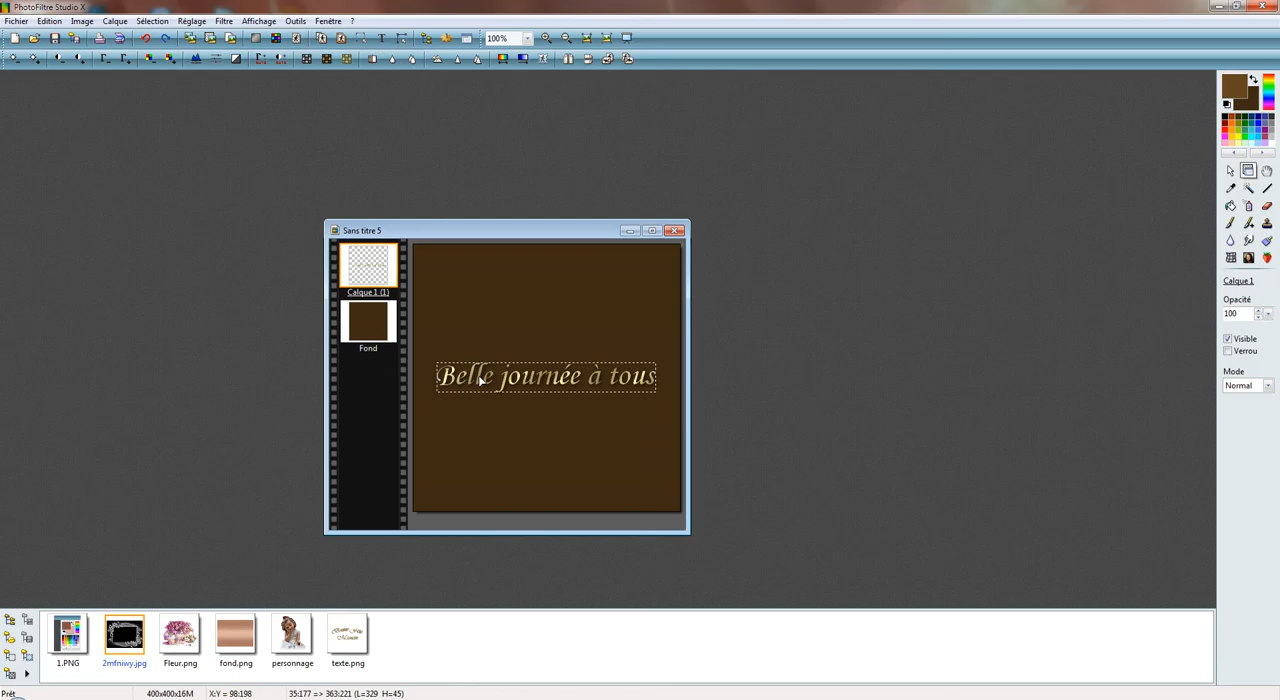 PhotoFiltre Studio X
Fichier Edition Image Calque Sélection Réglage Filtre Affichage Outils Fenêtre ?
100%
Sans titre 5
Calque 1 (1)
Fond
Belle journée à tous
Calque 1
Opacité
100
Visible
Verrou
Mode
Normal
1.PNG 2mfniwy.jpg Fleur.png fond.png personnage texte.png
Prêt 400x400x16M X:Y = 98:198 35:177 => 363:221 (L=329 H=45)